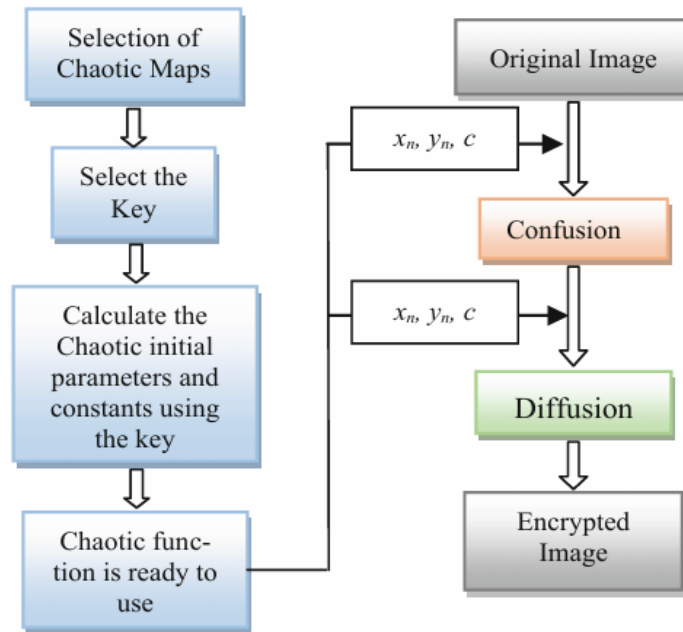 Selection of
Chaotic Maps
Select the
Key
Calculate the
Chaotic initial
parameters and
constants using
the key
Chaotic func-
tion is ready to
use
xₙ, yₙ, c
xₙ, yₙ, c
Original Image
Confusion
Diffusion
Encrypted
Image